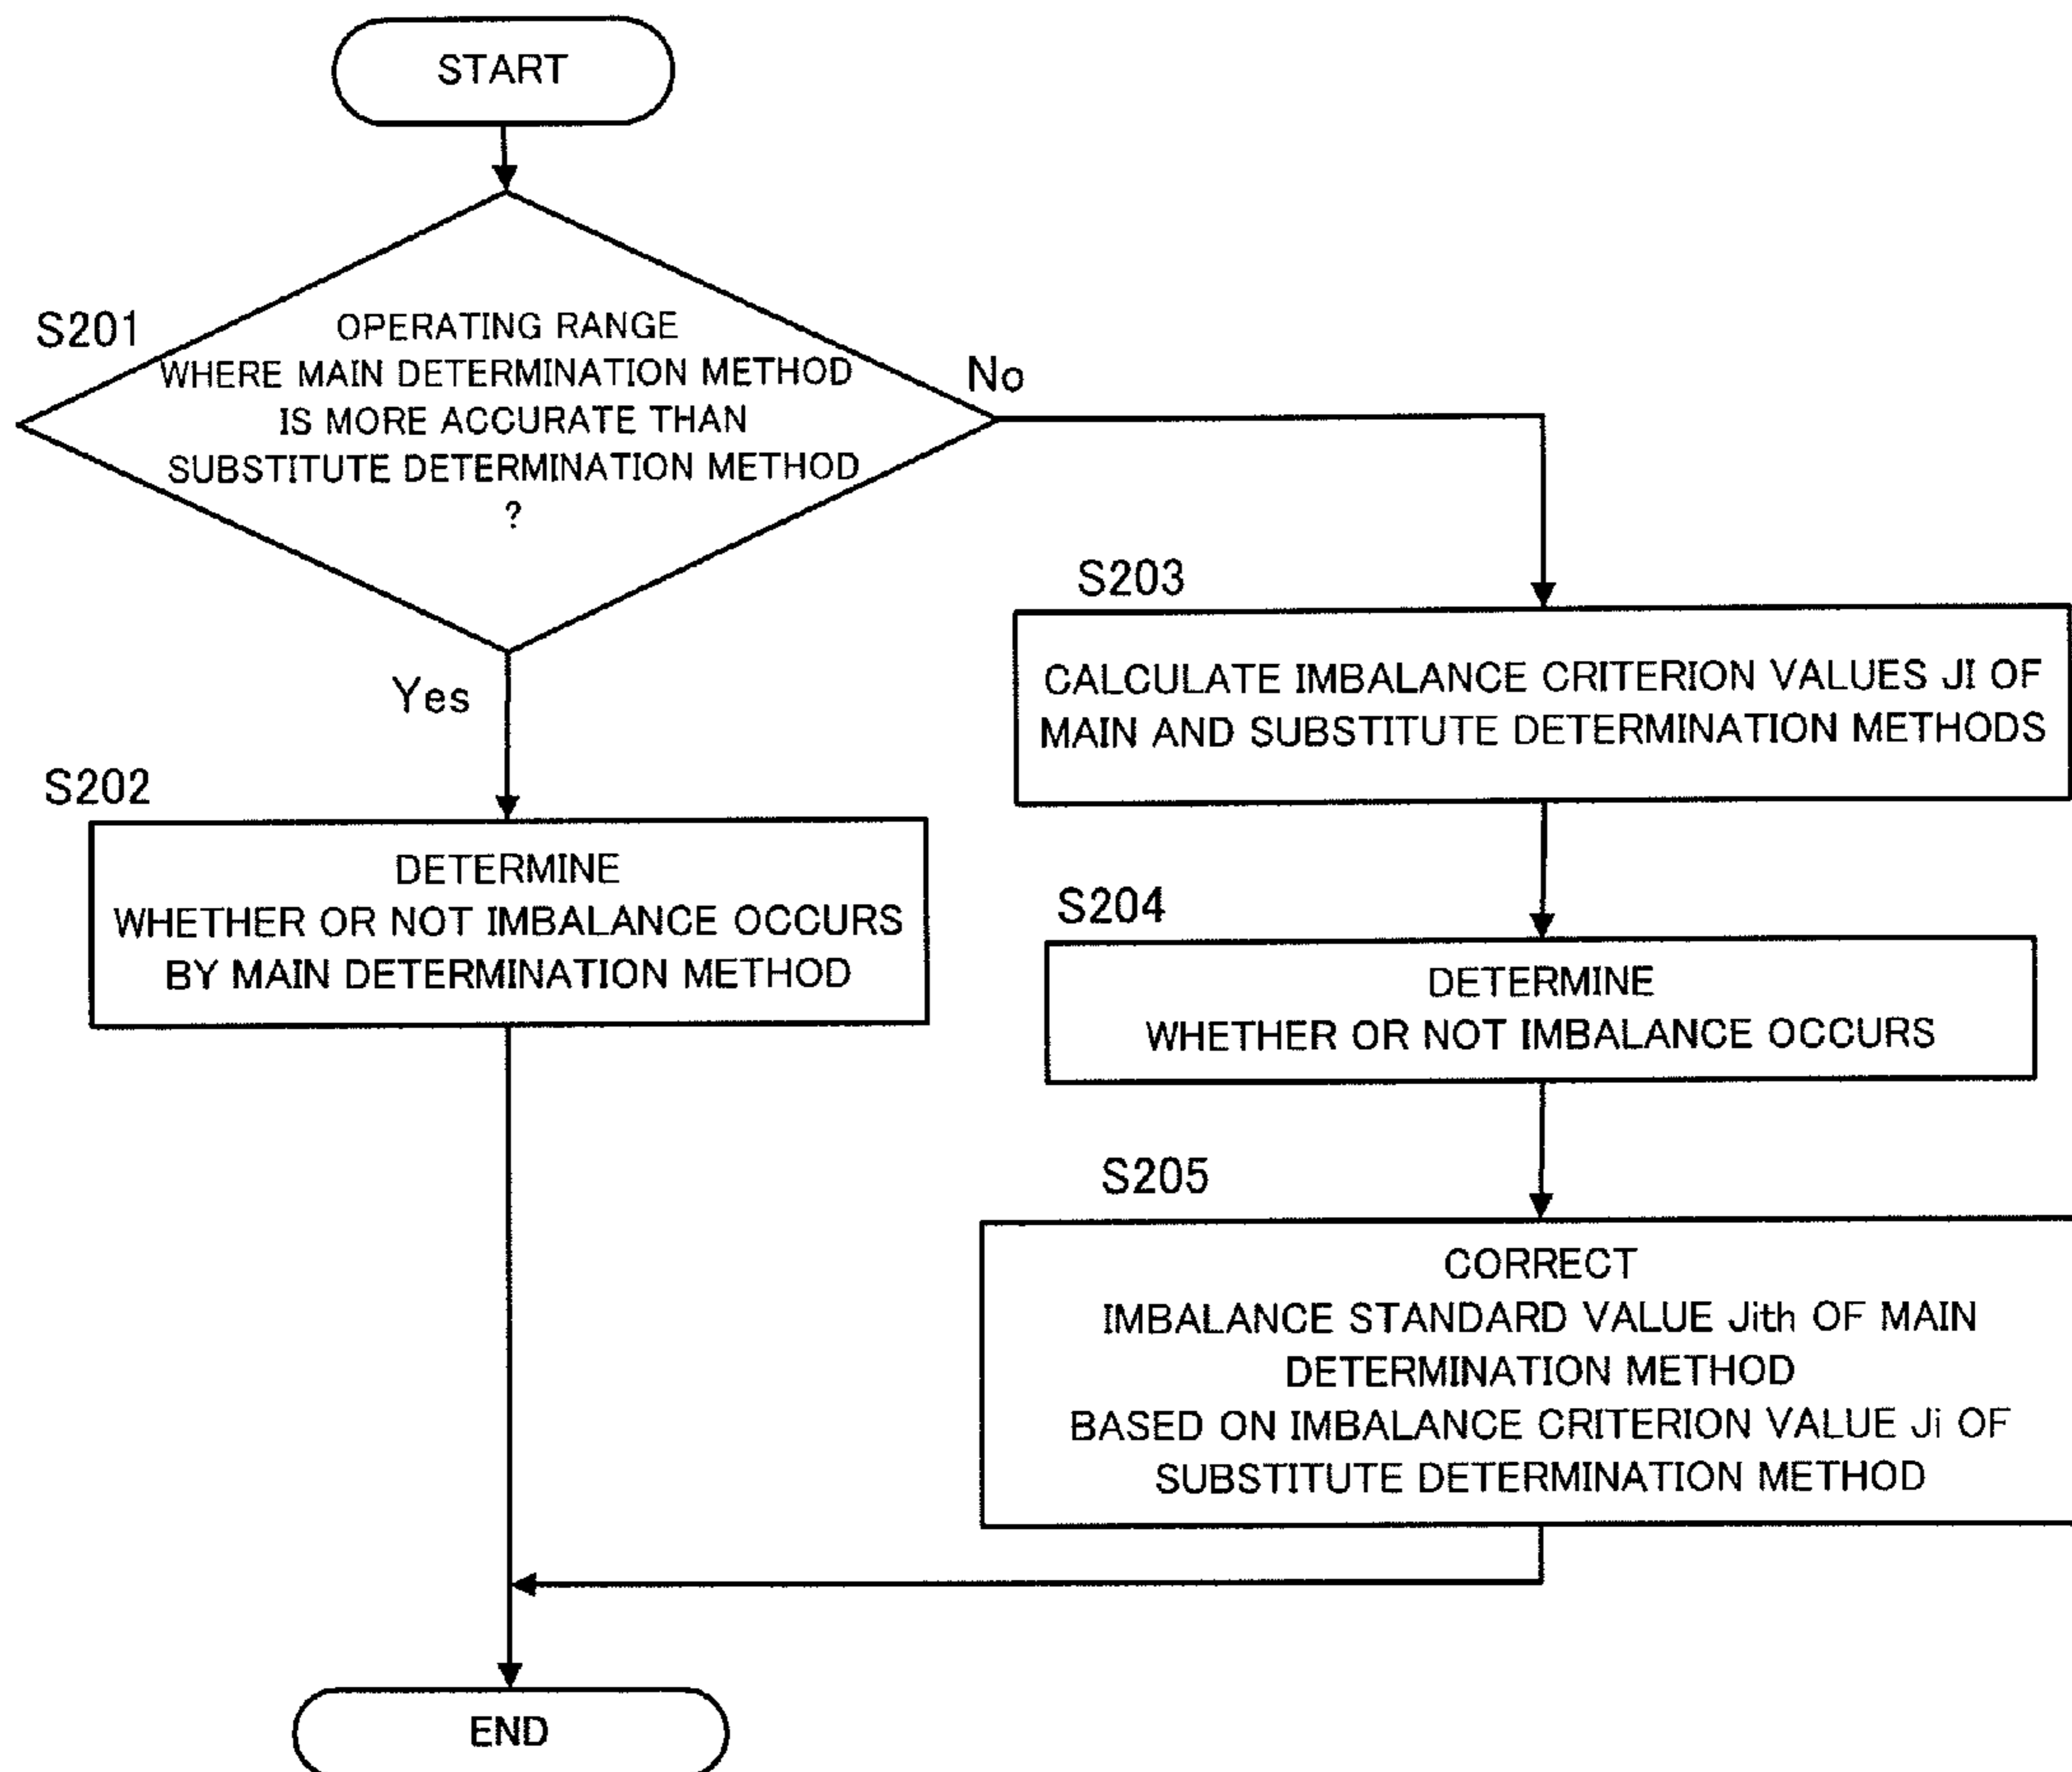 START
S201
OPERATING RANGE
WHERE MAIN DETERMINATION METHOD
IS MORE ACCURATE THAN
SUBSTITUTE DETERMINATION METHOD
?
No
Yes
S202
DETERMINE
WHETHER OR NOT IMBALANCE OCCURS
BY MAIN DETERMINATION METHOD
S203
CALCULATE IMBALANCE CRITERION VALUES JI OF
MAIN AND SUBSTITUTE DETERMINATION METHODS
S204
DETERMINE
WHETHER OR NOT IMBALANCE OCCURS
S205
CORRECT
IMBALANCE STANDARD VALUE Jith OF MAIN
DETERMINATION METHOD
BASED ON IMBALANCE CRITERION VALUE Ji OF
SUBSTITUTE DETERMINATION METHOD
END